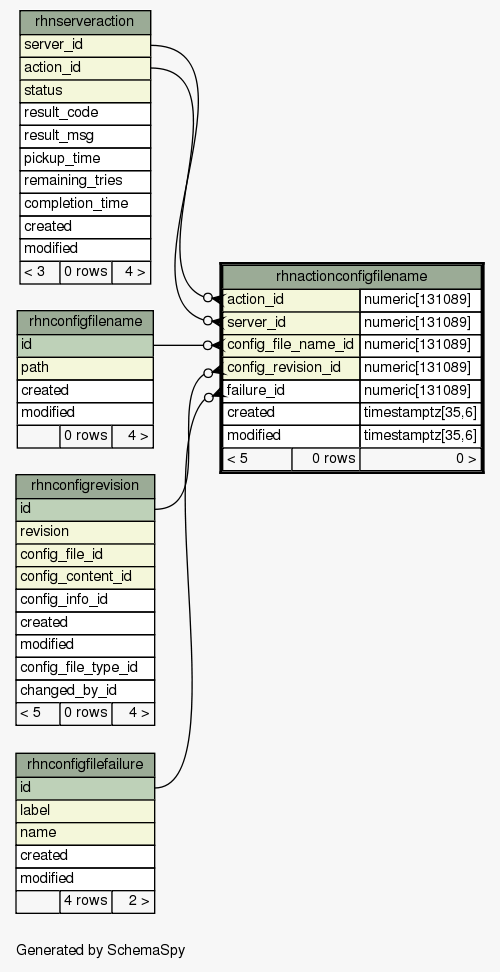 rhnserveraction
server_id
action_id
status
result_code
result_msg
pickup_time
remaining_tries
completion_time
created
modified
< 3 0 rows 4 >
rhnactionconfigfilename
action_id numeric[131089]
server_id numeric[131089]
config_file_name_id numeric[131089]
config_revision_id numeric[131089]
failure_id numeric[131089]
created timestamptz[35,6]
modified timestamptz[35,6]
< 5 0 rows 0 >
rhnconfigfilename
id
path
created
modified
0 rows 4 >
rhnconfigrevision
id
revision
config_file_id
config_content_id
config_info_id
created
modified
config_file_type_id
changed_by_id
< 5 0 rows 4 >
rhnconfigfilefailure
id
label
name
created
modified
4 rows 2 >
Generated by SchemaSpy